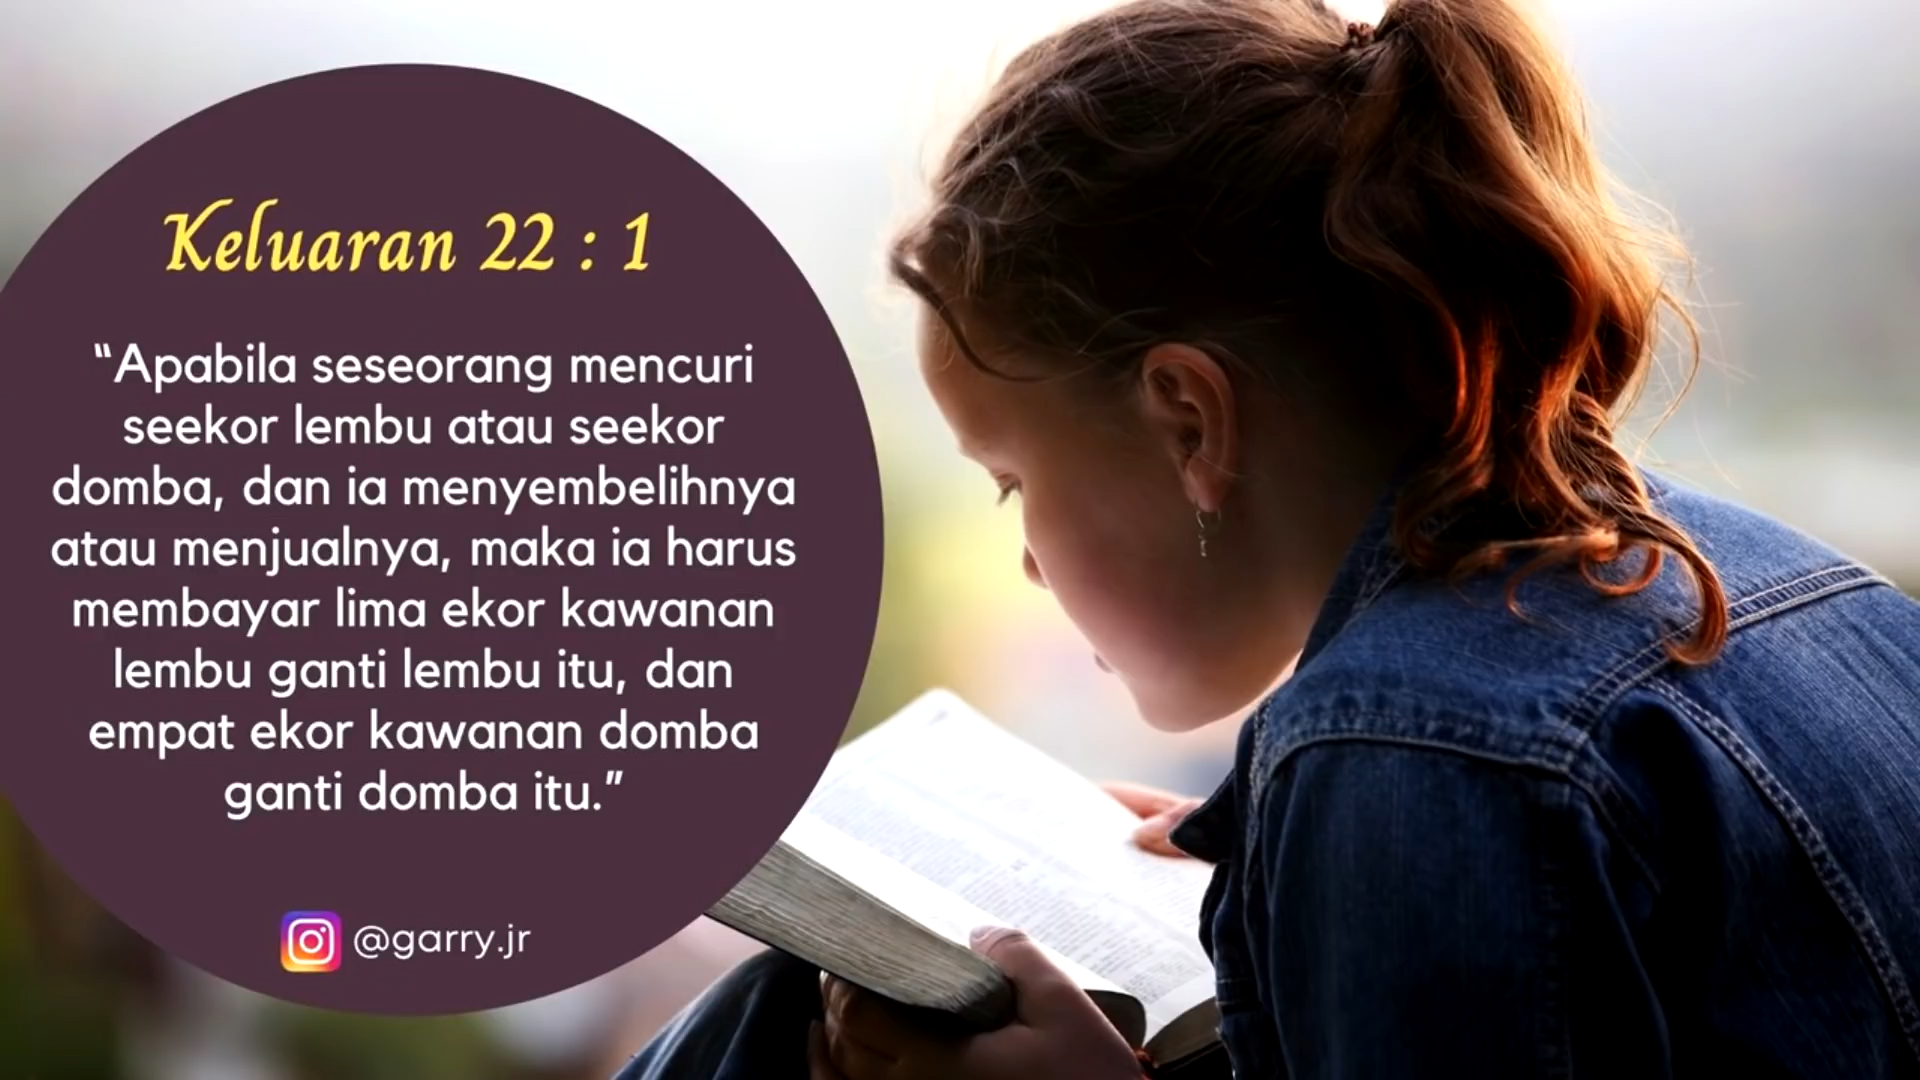 Keluaran 22 : 1
“Apabila seseorang mencuri
seekor lembu atau seekor
domba, dan ia menyembelihnya
atau menjualnya, maka ia harus
membayar lima ekor kawanan
lembu ganti lembu itu, dan
empat ekor kawanan domba
ganti domba itu.”
@garry.jr